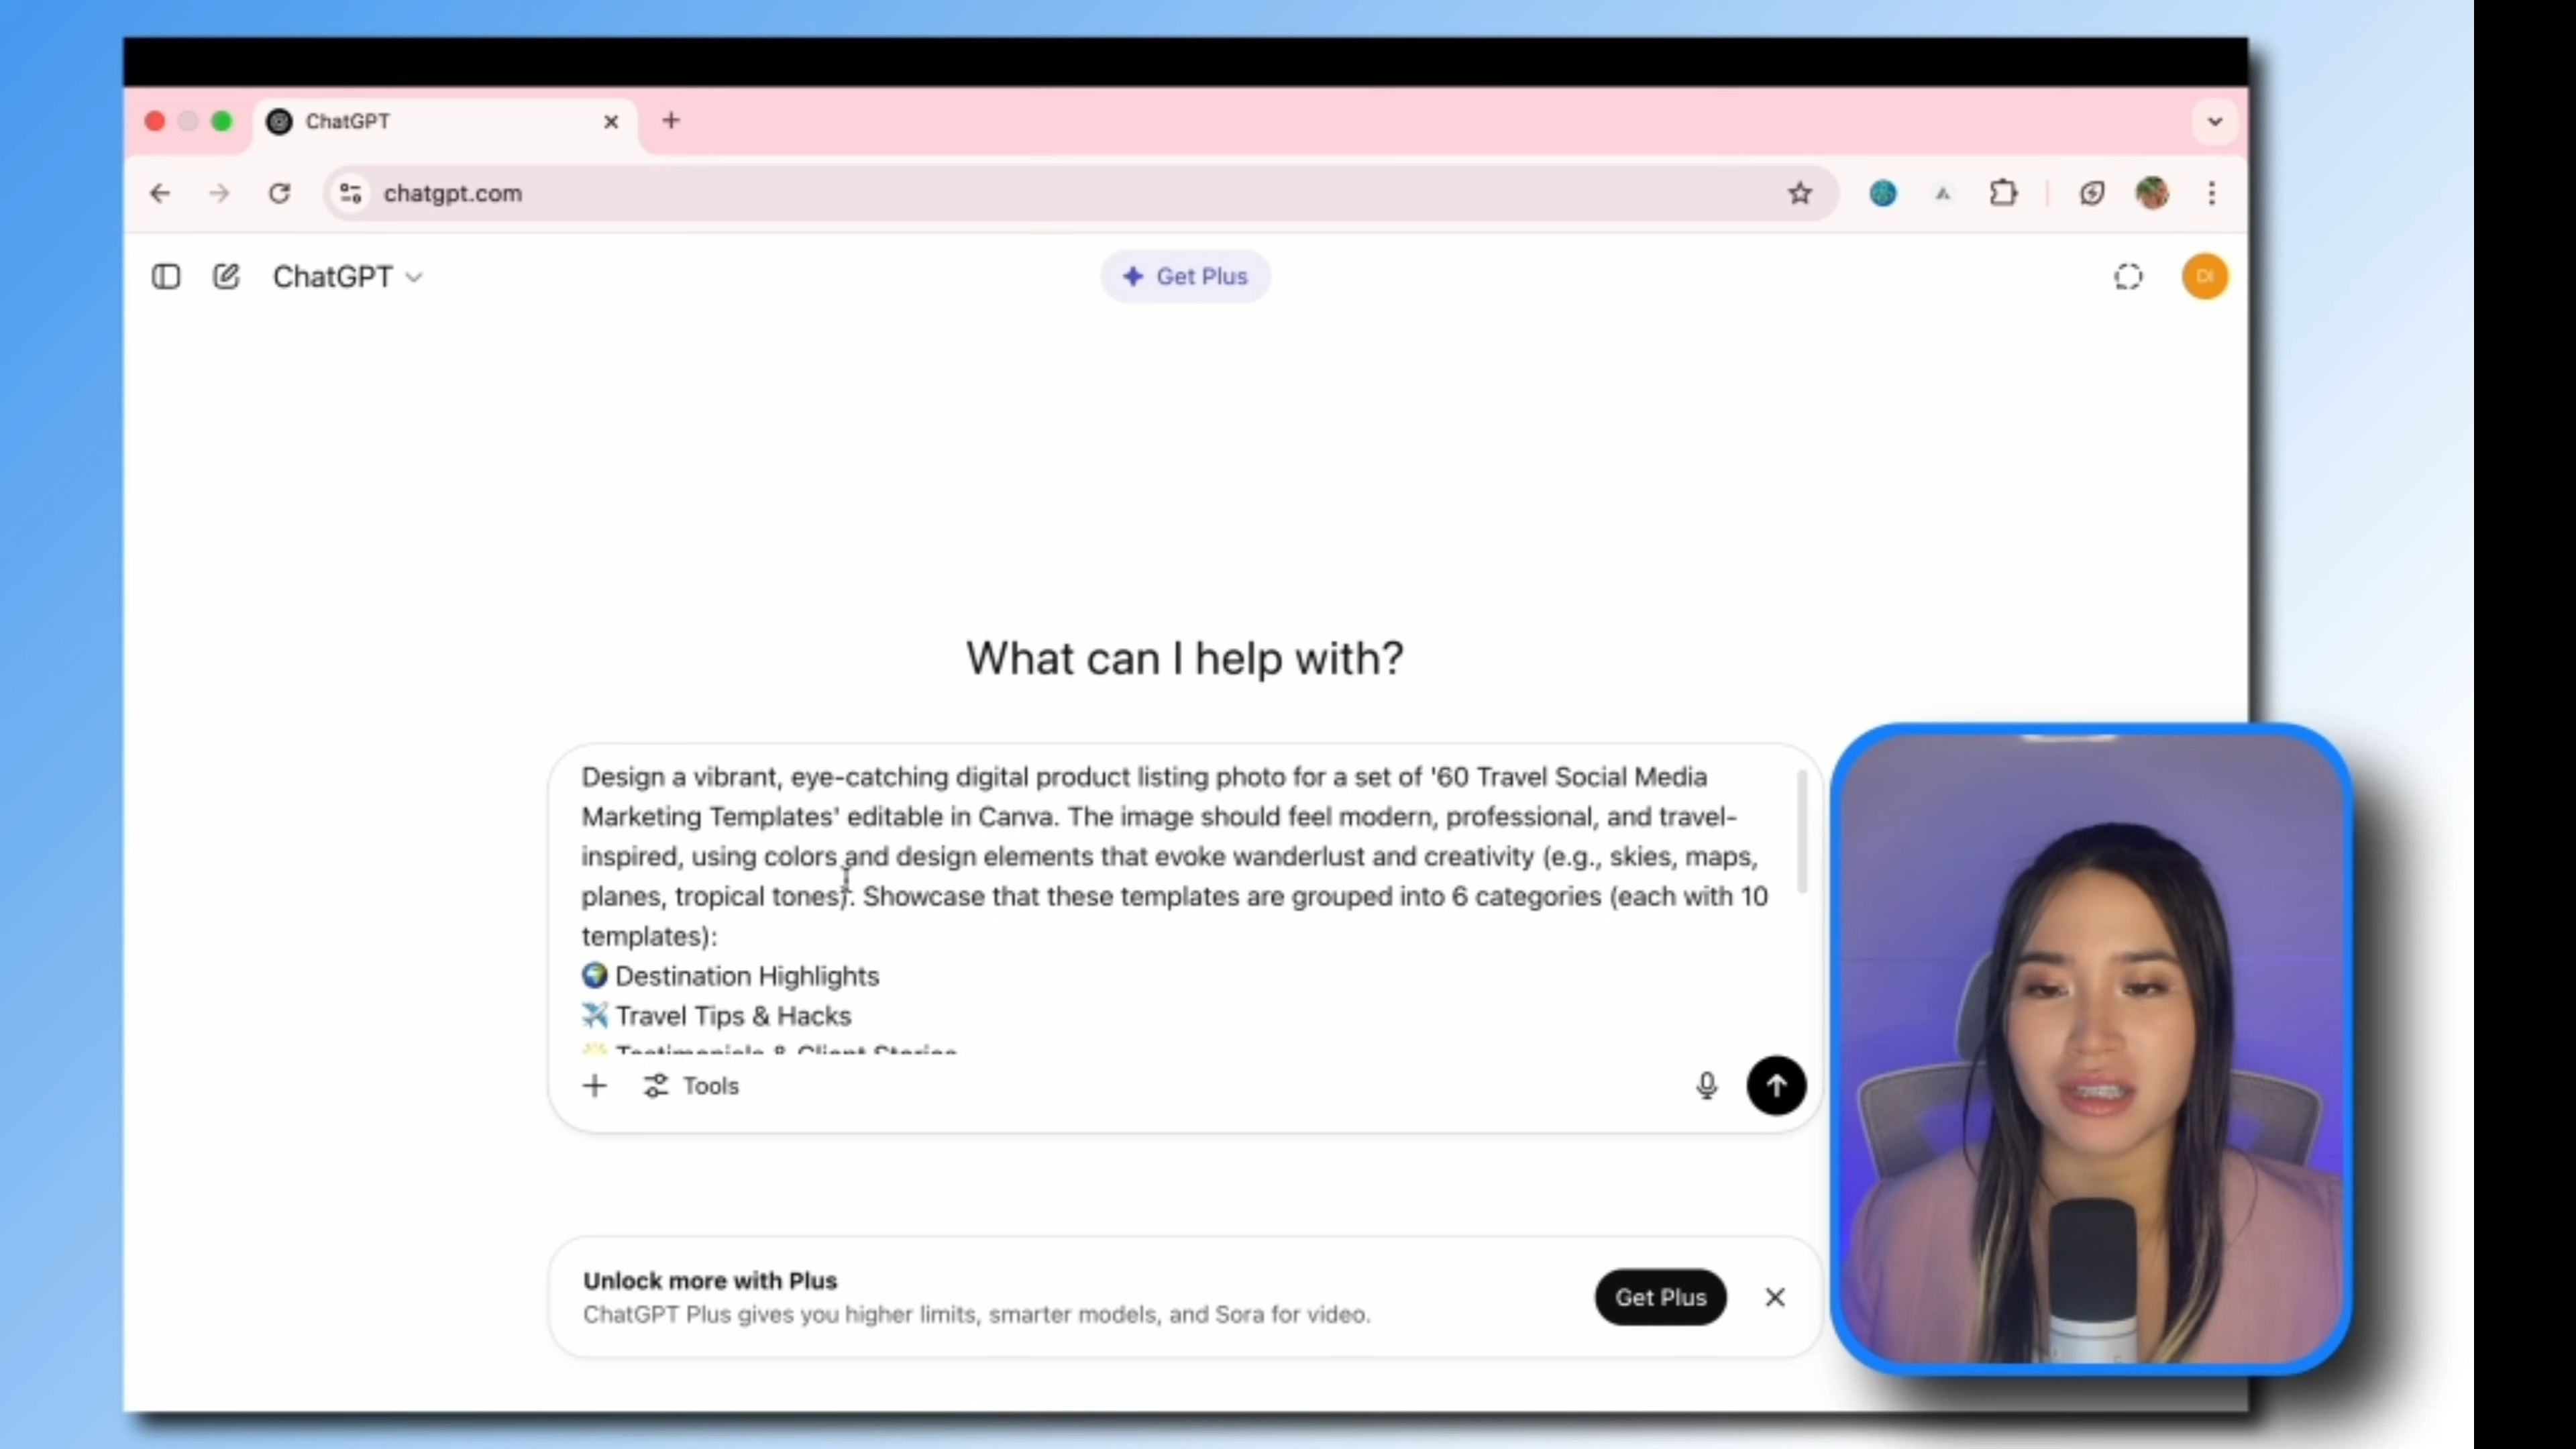 ChatGPT
chatgpt.com
ChatGPT
Get Plus
DI
What can I help with?
Design a vibrant, eye-catching digital product listing photo for a set of '60 Travel Social Media
Marketing Templates' editable in Canva. The image should feel modern, professional, and travel-
inspired, using colors and design elements that evoke wanderlust and creativity (e.g., skies, maps,
planes, tropical tones). Showcase that these templates are grouped into 6 categories (each with 10
templates):
🌍 Destination Highlights
✈️ Travel Tips & Hacks
Testimonials & Client Stories
Tools
Unlock more with Plus
ChatGPT Plus gives you higher limits, smarter models, and Sora for video.
Get Plus